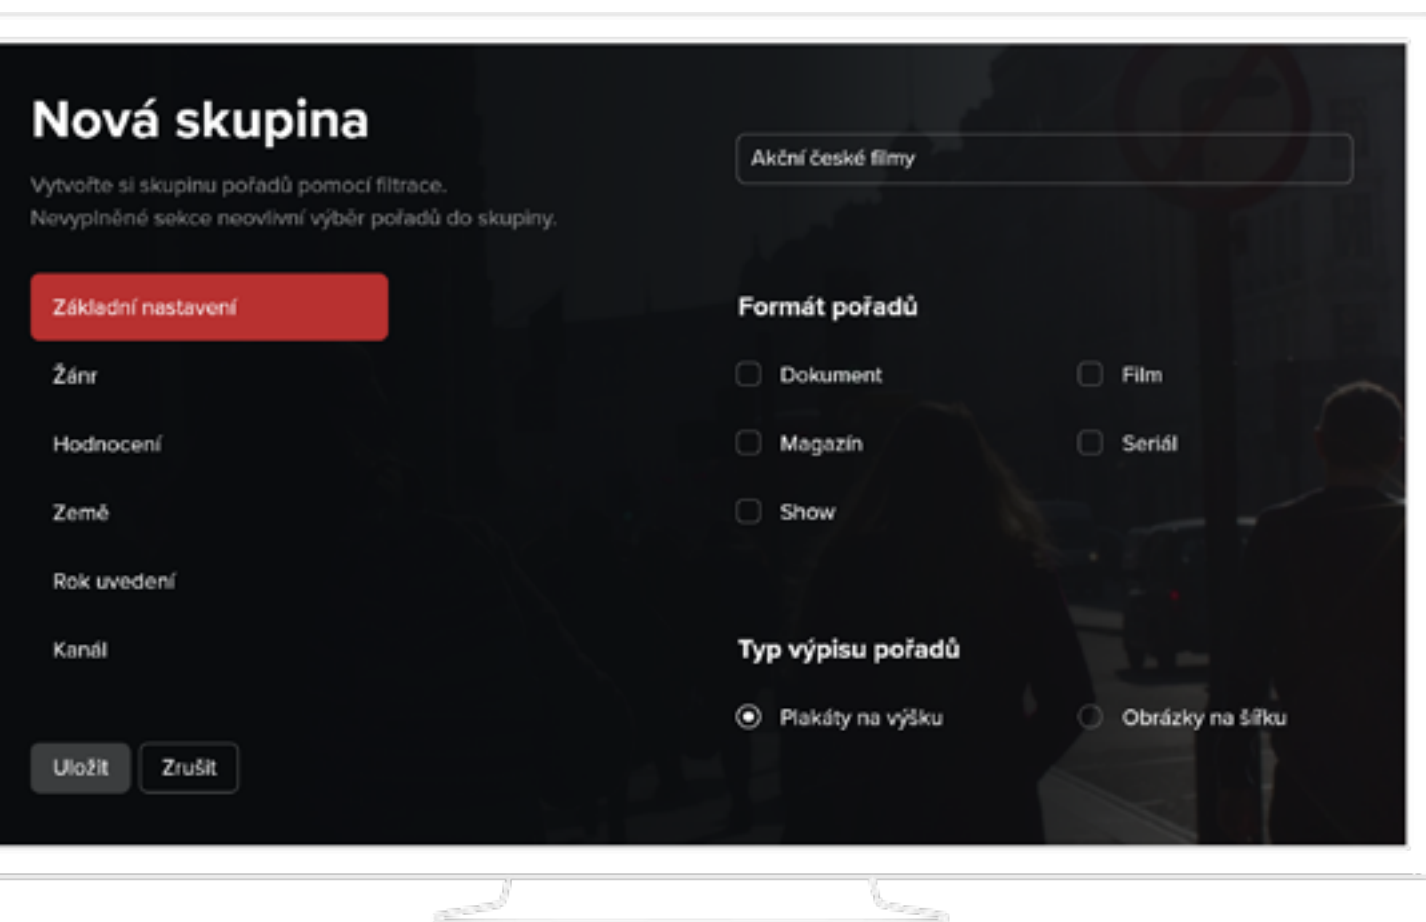 Nová skupina
Vytvořte si skupinu pořadů pomocí filtrace.
Nevyplněné sekce neovlivní výběr pořadů do skupiny.
Základní nastavení
Žánr
Hodnocení
Země
Rok uvedení
Kanál
Uložit
Zrušit
Akční české filmy
Formát pořadů
Dokument
Film
Magazín
Seriál
Show
Typ výpisu pořadů
Plakáty na výšku
Obrázky na šířku